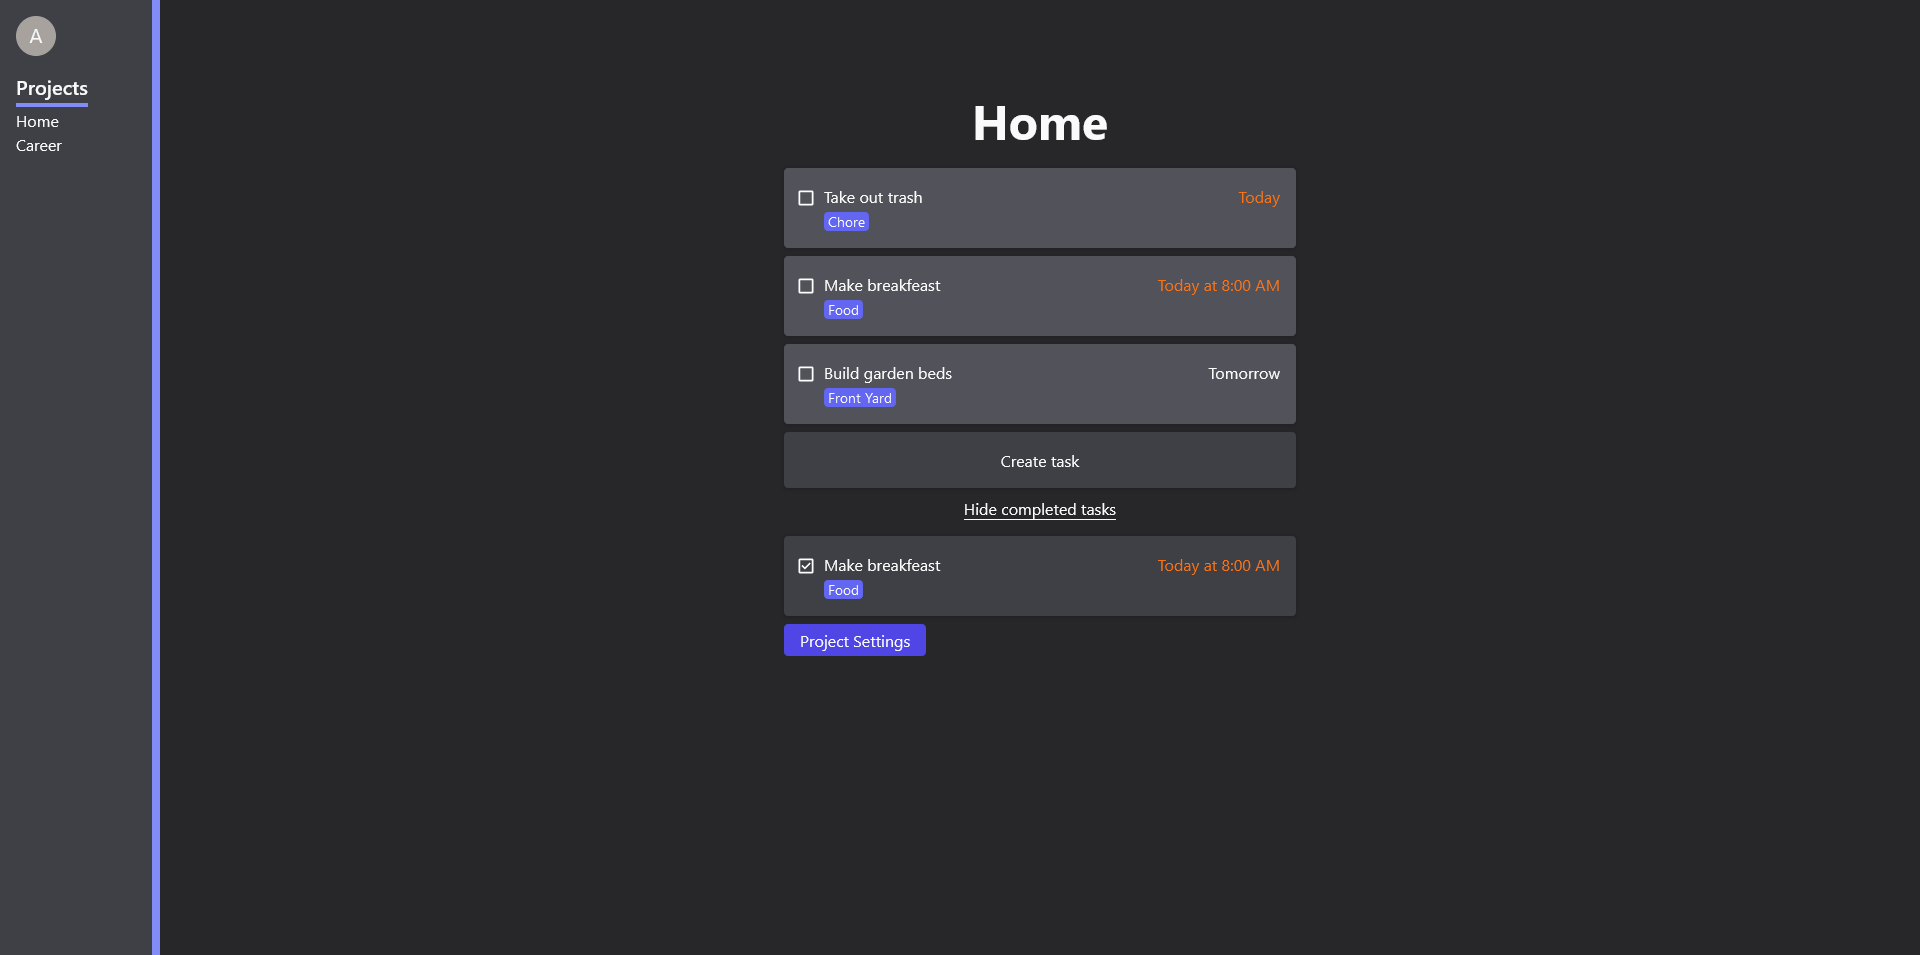 A
Projects
Home
Career
Home
Take out trash
Today
Chore
Make breakfeast
Today at 8:00 AM
Food
Build garden beds
Tomorrow
Front Yard
Create task
Hide completed tasks
Make breakfeast
Today at 8:00 AM
Food
Project Settings